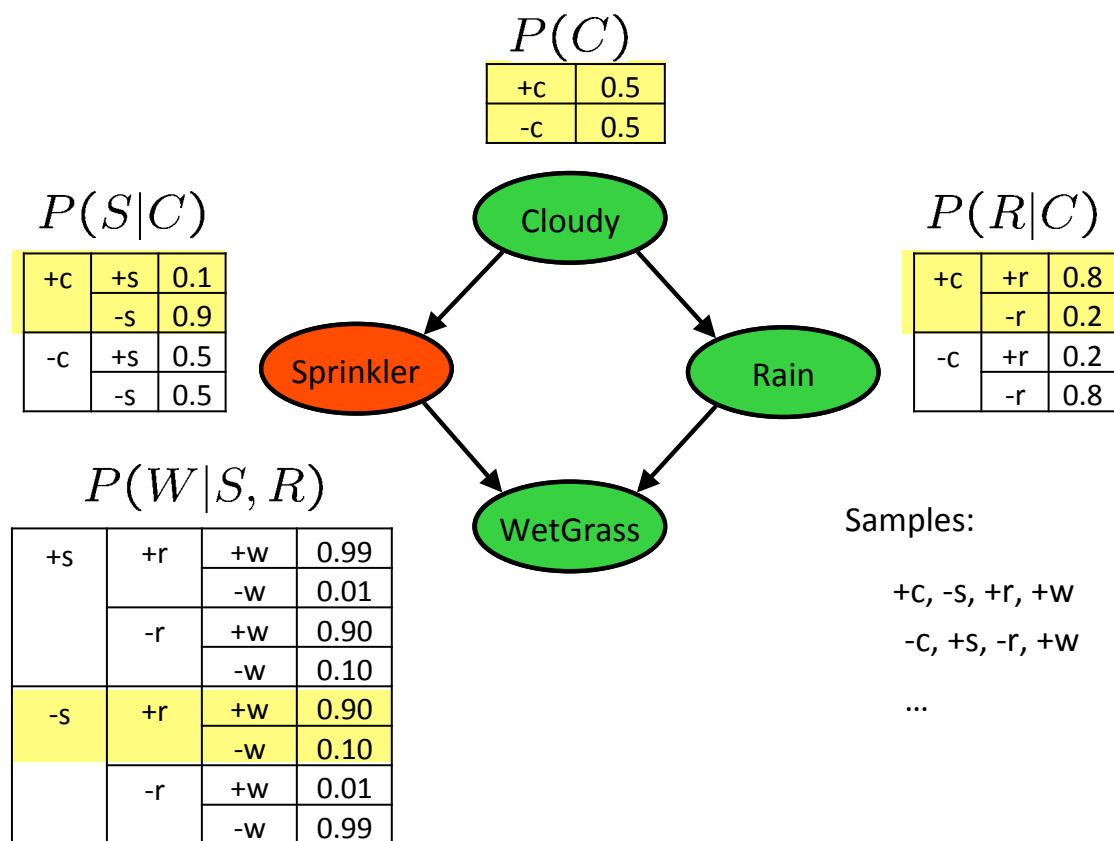 P(C)
+c 0.5
-c 0.5
Cloudy
P(S|C)
+c +s 0.1
-s 0.9
-c +s 0.5
-s 0.5
P(R|C)
+c +r 0.8
-r 0.2
-c +r 0.2
-r 0.8
Sprinkler
Rain
P(W|S, R)
+s +r +w 0.99
-w 0.01
-r +w 0.90
-w 0.10
-s +r +w 0.90
-w 0.10
-r +w 0.01
-w 0.99
WetGrass
Samples:
+c, -s, +r, +w
-c, +s, -r, +w
...